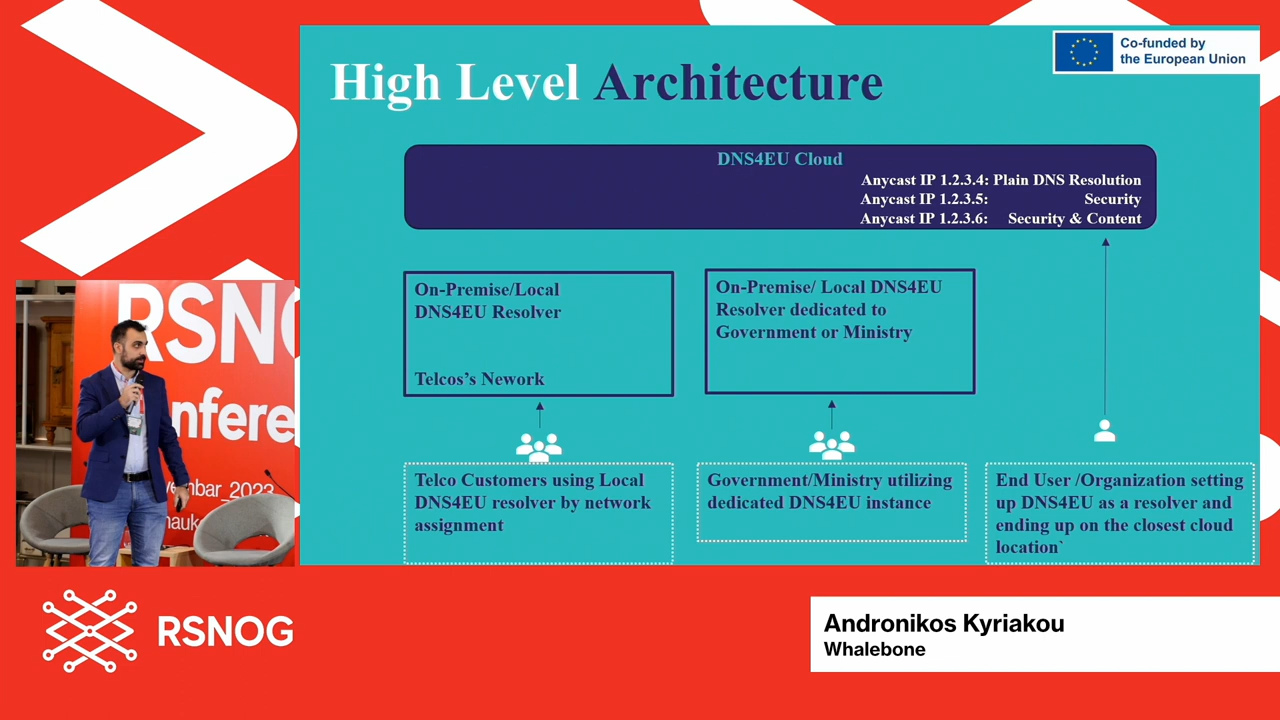 High Level Architecture
Co-funded by
the European Union
DNS4EU Cloud
Anycast IP 1.2.3.4: Plain DNS Resolution
Anycast IP 1.2.3.5: Security
Anycast IP 1.2.3.6: Security & Content
On-Premise/Local
DNS4EU Resolver
Telcos's Nework
On-Premise/ Local DNS4EU
Resolver dedicated to
Government or Ministry
Telco Customers using Local
DNS4EU resolver by network
assignment
Government/Ministry utilizing
dedicated DNS4EU instance
End User /Organization setting
up DNS4EU as a resolver and
ending up on the closest cloud
location`
RSNO
onfere
vembar_2023
nauk
RSNOG
Andronikos Kyriakou
Whalebone